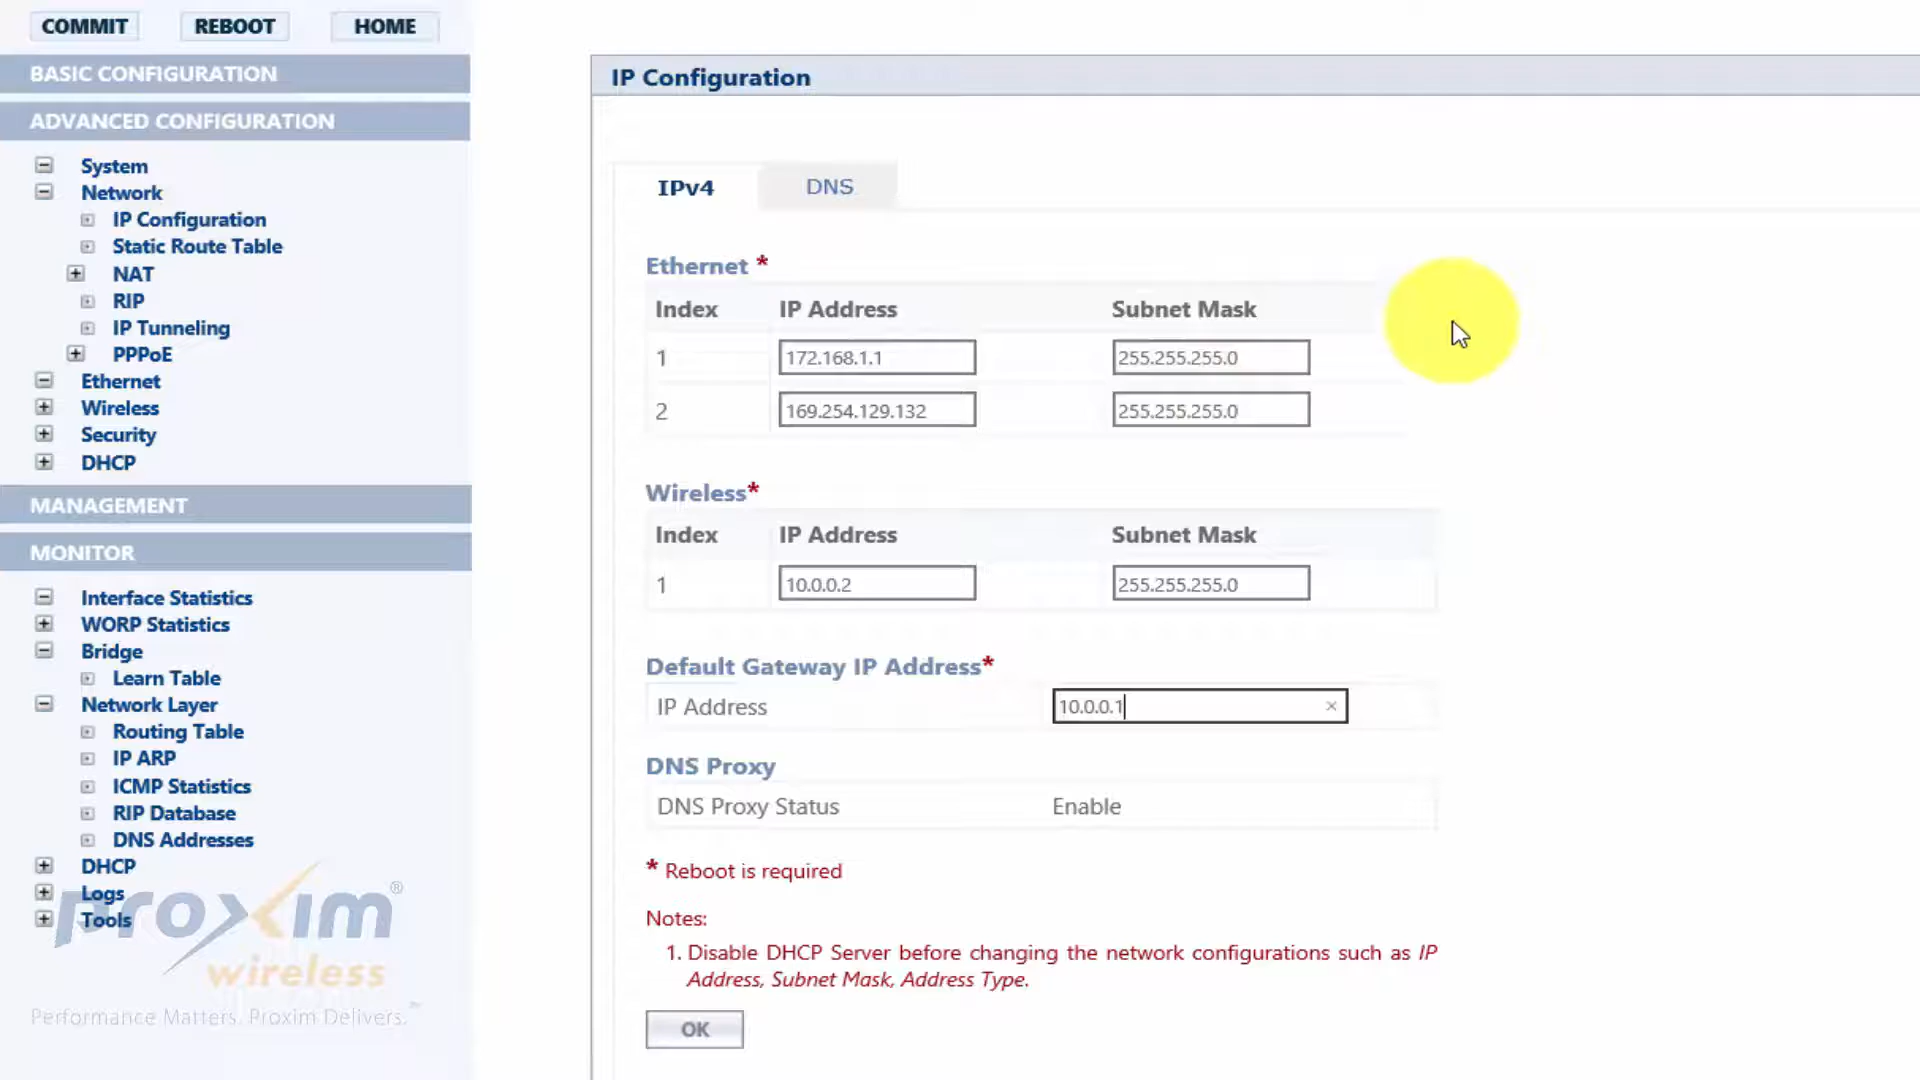 COMMIT REBOOT HOME
BASIC CONFIGURATION
ADVANCED CONFIGURATION
System
Network
IP Configuration
Static Route Table
NAT
RIP
IP Tunneling
PPPoE
Ethernet
Wireless
Security
DHCP
MANAGEMENT
MONITOR
Interface Statistics
WORP Statistics
Bridge
Learn Table
Network Layer
Routing Table
IP ARP
ICMP Statistics
RIP Database
DNS Addresses
DHCP
Logs
Tools
proxim®
wireless
Performance Matters. Proxim Delivers.™
IP Configuration
IPv4 DNS
Ethernet *
Index IP Address Subnet Mask
1 172.168.1.1 255.255.255.0
2 169.254.129.132 255.255.255.0
Wireless*
Index IP Address Subnet Mask
1 10.0.0.2 255.255.255.0
Default Gateway IP Address*
IP Address 10.0.0.1 ×
DNS Proxy
DNS Proxy Status Enable
* Reboot is required
Notes:
1. Disable DHCP Server before changing the network configurations such as IP
Address, Subnet Mask, Address Type.
OK